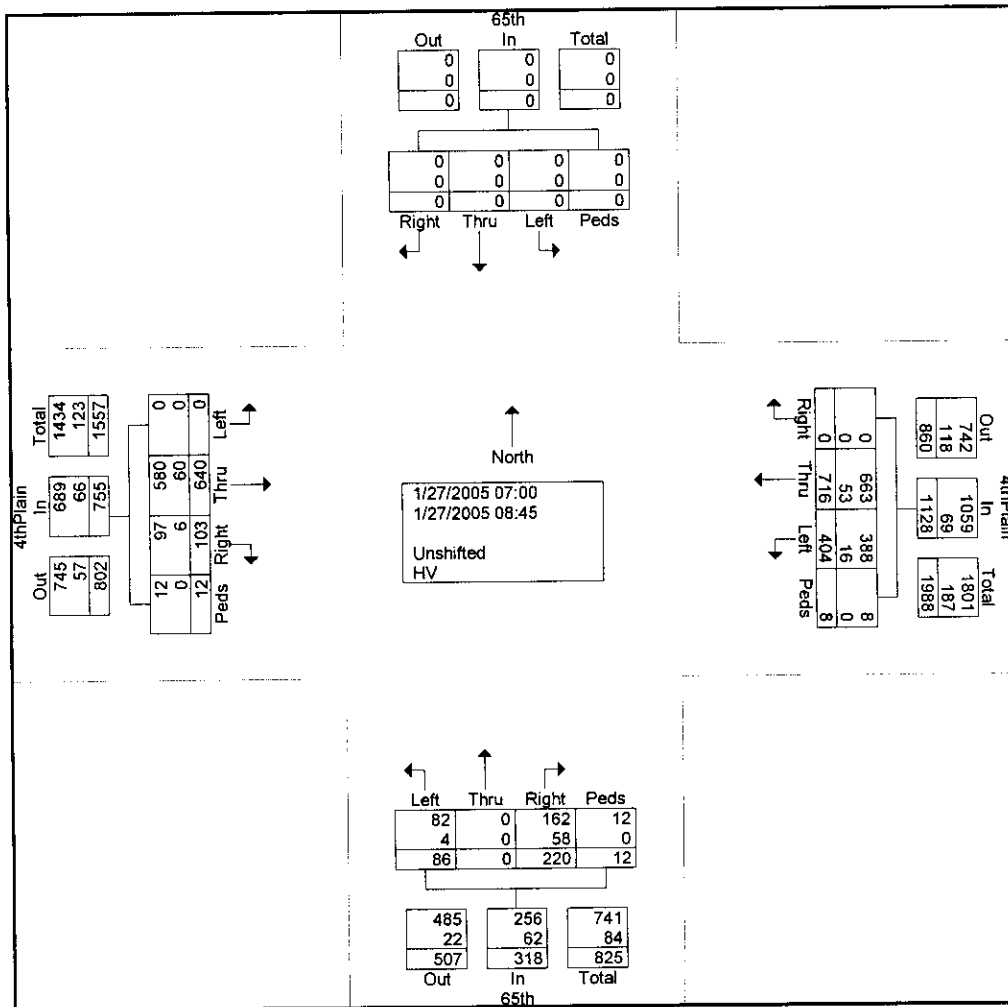 65th
Out In Total
0 0 0
0 0 0
0 0 0
0 0 0 0
0 0 0 0
0 0 0 0
Right Thru Left Peds
4thPlain
Total In Out
1434 689 745
123 66 57
1557 755 802
Left Thru Right Peds
0 580 97 12
0 60 6 0
0 640 103 12
North
1/27/2005 07:00
1/27/2005 08:45
Unshifted
HV
4thPlain
Out In Total
742 1059 1801
118 69 187
860 1128 1988
Right Thru Left Peds
0 663 388 8
0 53 16 0
0 716 404 8
Left Thru Right Peds
82 0 162 12
4 0 58 0
86 0 220 12
485 256 741
22 62 84
507 318 825
Out In Total
65th